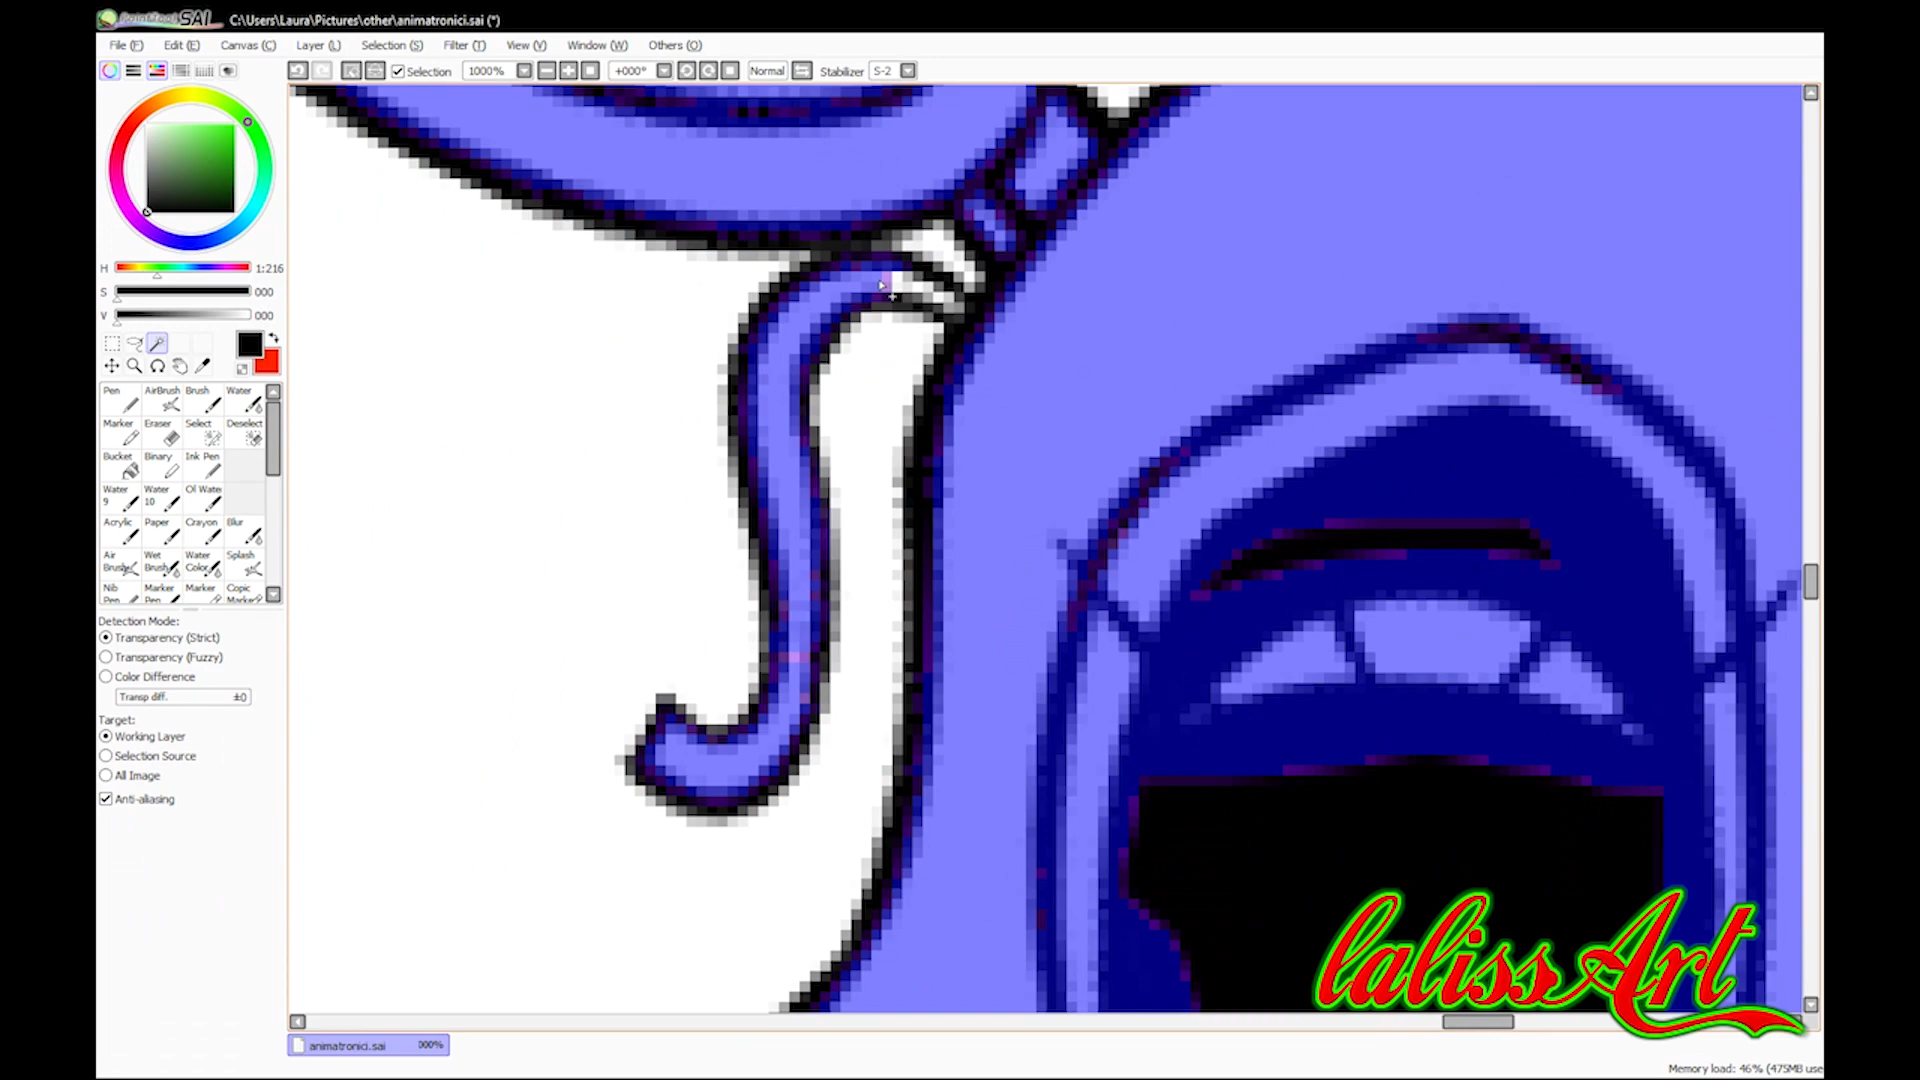 PaintTool SAI C:\Users\Laura\Pictures\other\animatronici.sai (*)
File (F) Edit (E) Canvas (C) Layer (L) Selection (S) Filter (T) View (V) Window (W) Others (O)
Selection 1000% +000° Normal Stabilizer S-2
H 1:216
S 000
V 000
Pen AirBrush Brush Water
Marker Eraser Select Deselect
Bucket Binary Ink Pen
Water 9 Water 10 Oil Wate
Acrylic Paper Crayon Blur
Air Brush Wet Brush Water Color Splash
Nib Pen Marker Pen Marker Copic Marke
Detection Mode:
Transparency (Strict)
Transparency (Fuzzy)
Color Difference
Transp diff. ±0
Target:
Working Layer
Selection Source
All Image
Anti-aliasing
lalissArt
animatronici.sai 000%
Memory load: 46% (475MB use